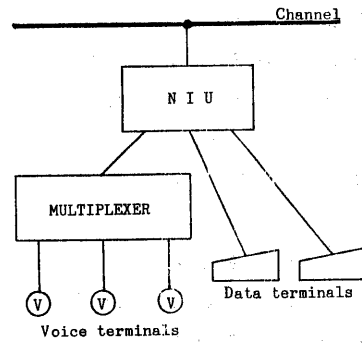 Channel
N I U
MULTIPLEXER
V V V
Data terminals
Voice terminals